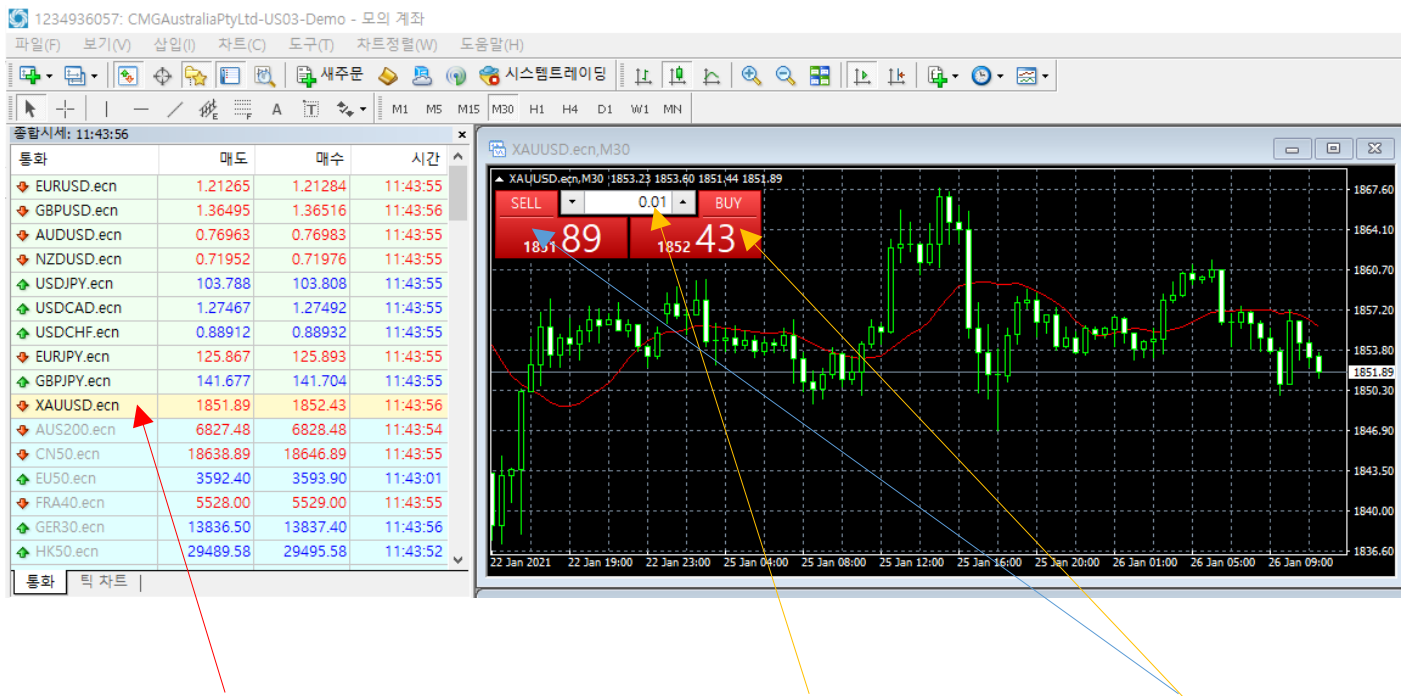 1234936057: CMGAustraliaPtyLtd-US03-Demo - 모의 계좌
파일(F) 보기(V) 삽입(I) 차트(C) 도구(T) 차트정렬(W) 도움말(H)
새주문 시스템트레이딩
A T M1 M5 M15 M30 H1 H4 D1 W1 MN
종합시세: 11:43:56
통화 매도 매수 시간
EURUSD.ecn 1.21265 1.21284 11:43:55
GBPUSD.ecn 1.36495 1.36516 11:43:56
AUDUSD.ecn 0.76963 0.76983 11:43:55
NZDUSD.ecn 0.71952 0.71976 11:43:55
USDJPY.ecn 103.788 103.808 11:43:55
USDCAD.ecn 1.27467 1.27492 11:43:55
USDCHF.ecn 0.88912 0.88932 11:43:55
EURJPY.ecn 125.867 125.893 11:43:55
GBPJPY.ecn 141.677 141.704 11:43:55
XAUUSD.ecn 1851.89 1852.43 11:43:56
AUS200.ecn 6827.48 6828.48 11:43:54
CN50.ecn 18638.89 18646.89 11:43:55
EU50.ecn 3592.40 3593.90 11:43:01
FRA40.ecn 5528.00 5529.00 11:43:55
GER30.ecn 13836.50 13837.40 11:43:56
HK50.ecn 29489.58 29495.58 11:43:52
통화 틱 차트
XAUUSD.ecn,M30
XAUUSD.ecn,M30 1853.23 1853.60 1851.44 1851.89
SELL 0.01 BUY
1851 89 1852 43
1867.60
1864.10
1860.70
1857.20
1853.80
1851.89
1850.30
1846.90
1843.50
1840.00
1836.60
22 Jan 2021 22 Jan 19:00 22 Jan 23:00 25 Jan 04:00 25 Jan 08:00 25 Jan 12:00 25 Jan 16:00 25 Jan 20:00 26 Jan 01:00 26 Jan 05:00 26 Jan 09:00